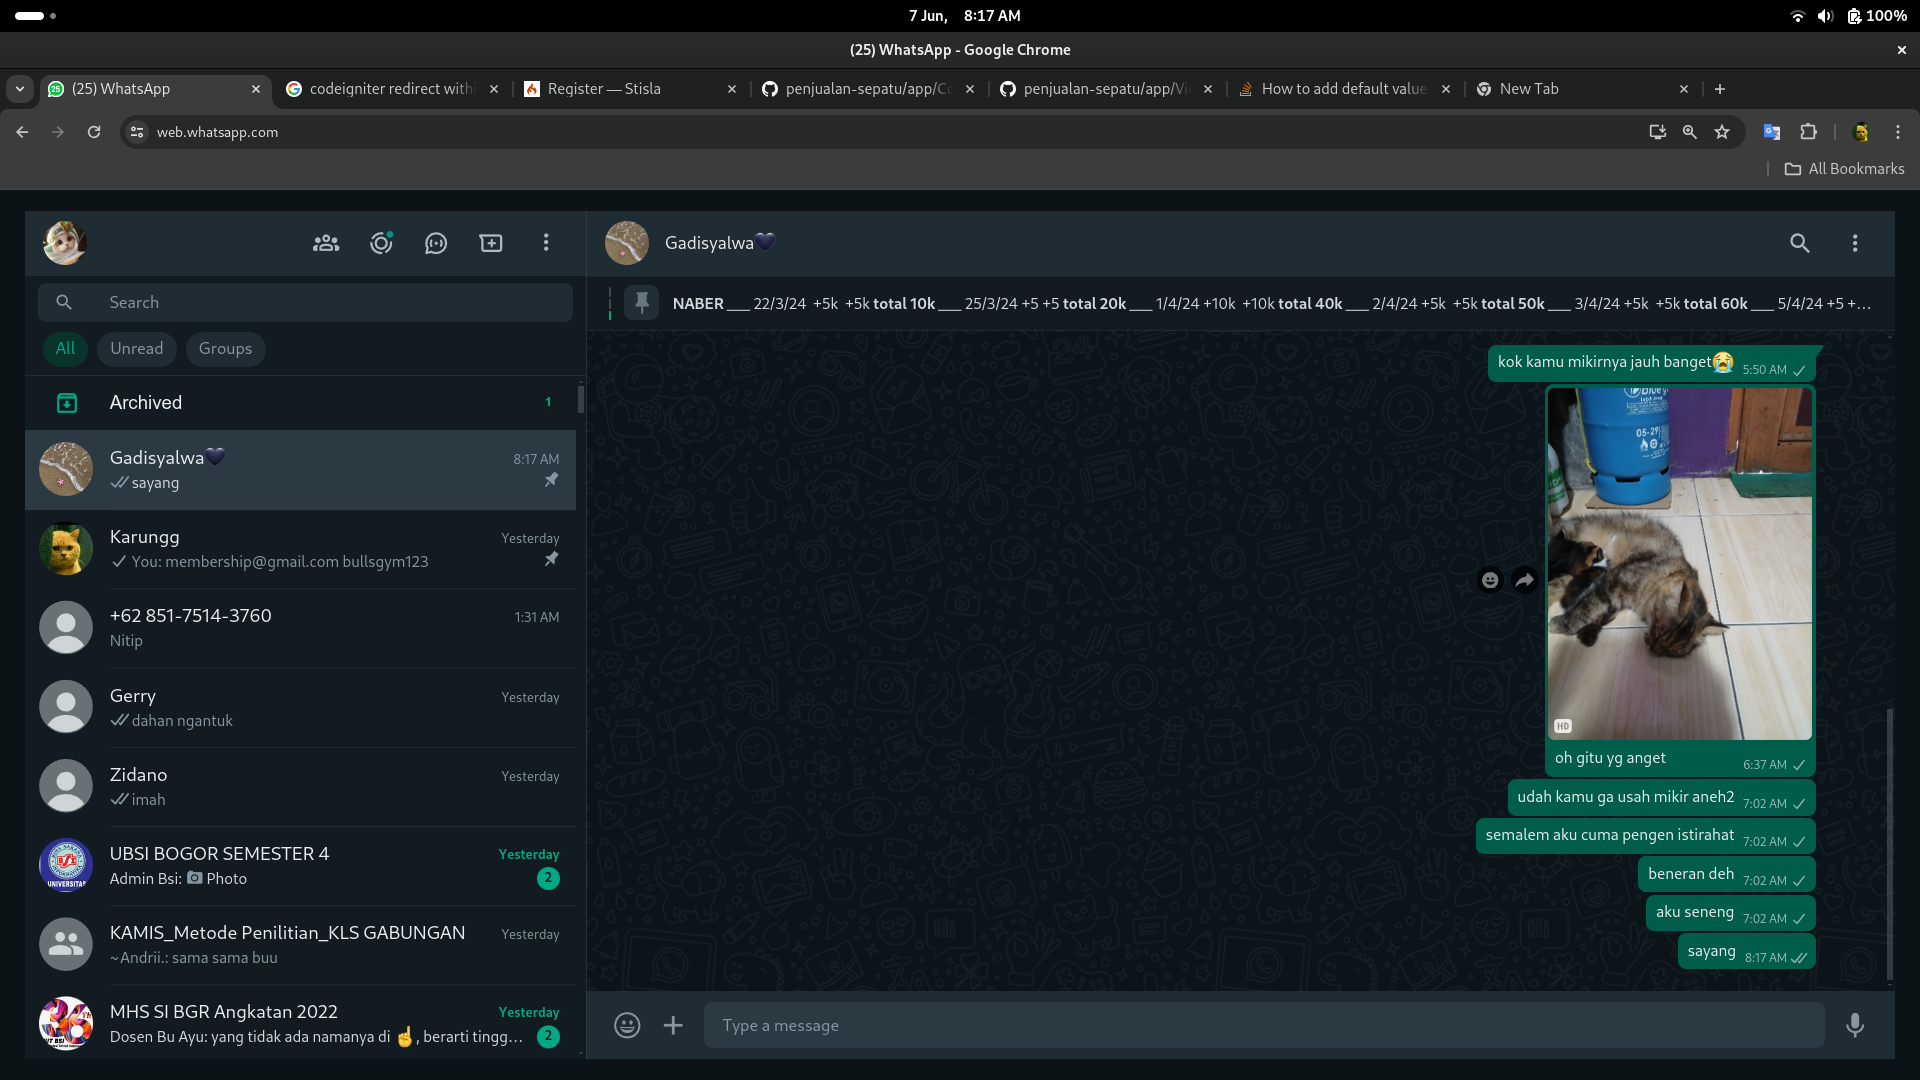 7 Jun, 8:17 AM
100%
(25) WhatsApp - Google Chrome
(25) WhatsApp
codeigniter redirect with
Register — Stisla
penjualan-sepatu/app/Co
penjualan-sepatu/app/Vi
How to add default value
New Tab
web.whatsapp.com
All Bookmarks
Search
All Unread Groups
Archived 1
Gadisyalwa🖤 8:17 AM
sayang
Karungg Yesterday
You: membership@gmail.com bullsgym123
+62 851-7514-3760 1:31 AM
Nitip
Gerry Yesterday
dahan ngantuk
Zidano Yesterday
imah
UBSI BOGOR SEMESTER 4 Yesterday
Admin Bsi: Photo 2
KAMIS_Metode Penilitian_KLS GABUNGAN Yesterday
~Andrii.: sama sama buu
MHS SI BGR Angkatan 2022 Yesterday
Dosen Bu Ayu: yang tidak ada namanya di ☝, berarti tingg... 2
Gadisyalwa🖤
NABER ___ 22/3/24 +5k +5k total 10k ___ 25/3/24 +5 +5 total 20k ___ 1/4/24 +10k +10k total 40k ___ 2/4/24 +5k +5k total 50k ___ 3/4/24 +5k +5k total 60k ___ 5/4/24 +5 +...
kok kamu mikirnya jauh banget😭 5:50 AM
05-29
HD
oh gitu yg anget 6:37 AM
udah kamu ga usah mikir aneh2 7:02 AM
semalem aku cuma pengen istirahat 7:02 AM
beneran deh 7:02 AM
aku seneng 7:02 AM
sayang 8:17 AM
Type a message